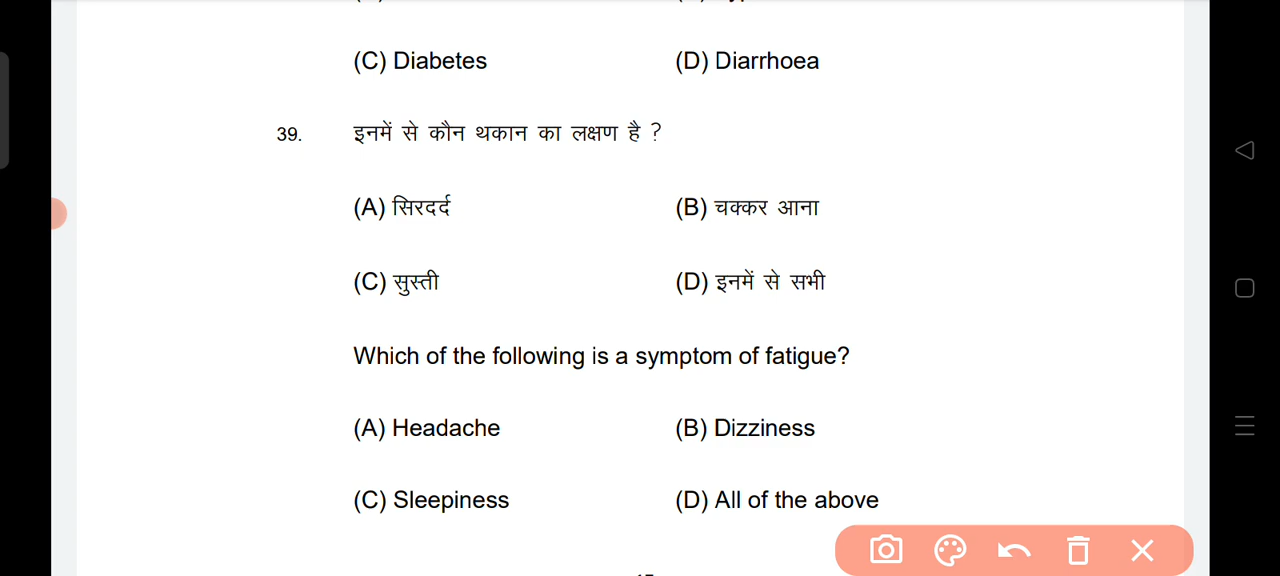 (C) Diabetes (D) Diarrhoea
39. इनमें से कौन थकान का लक्षण है ?
(A) सिरदर्द (B) चक्कर आना
(C) सुस्ती (D) इनमें से सभी
Which of the following is a symptom of fatigue?
(A) Headache (B) Dizziness
(C) Sleepiness (D) All of the above